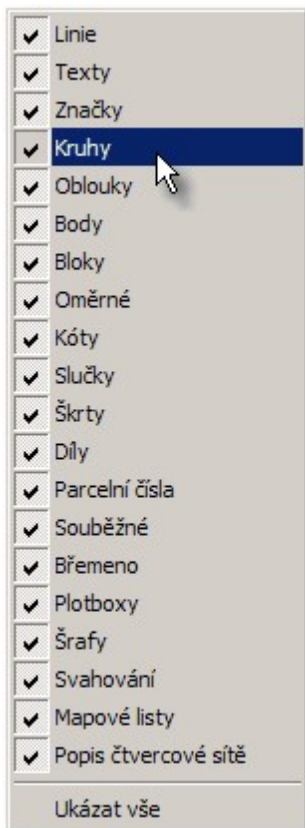 Linie
Texty
Značky
Kruhy
Oblouky
Body
Bloky
Oměrné
Kóty
Slučky
Škrty
Díly
Parcelní čísla
Souběžné
Břemeno
Plotboxy
Šrafy
Svahování
Mapové listy
Popis čtvercové sítě
Ukázat vše